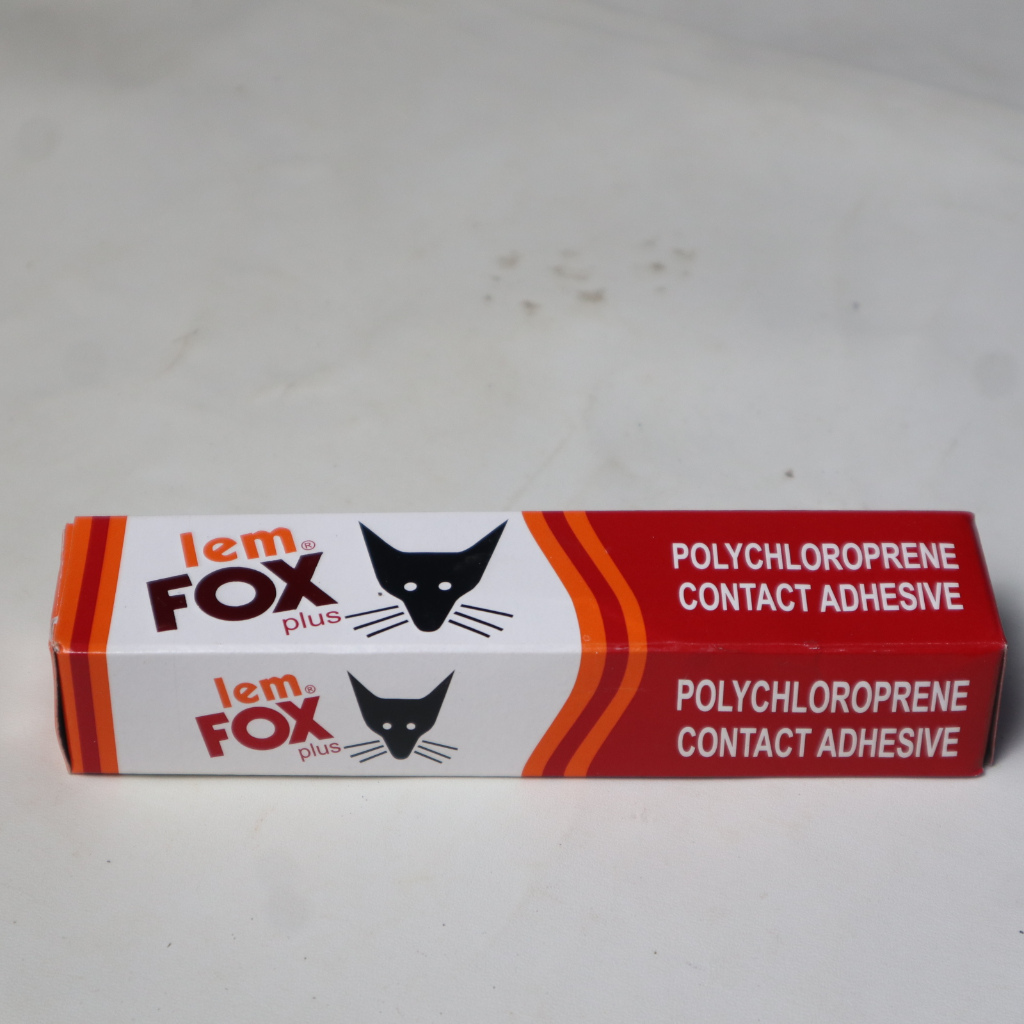 lem®
FOX
plus
POLYCHLOROPRENE
CONTACT ADHESIVE
lem®
FOX
plus
POLYCHLOROPRENE
CONTACT ADHESIVE